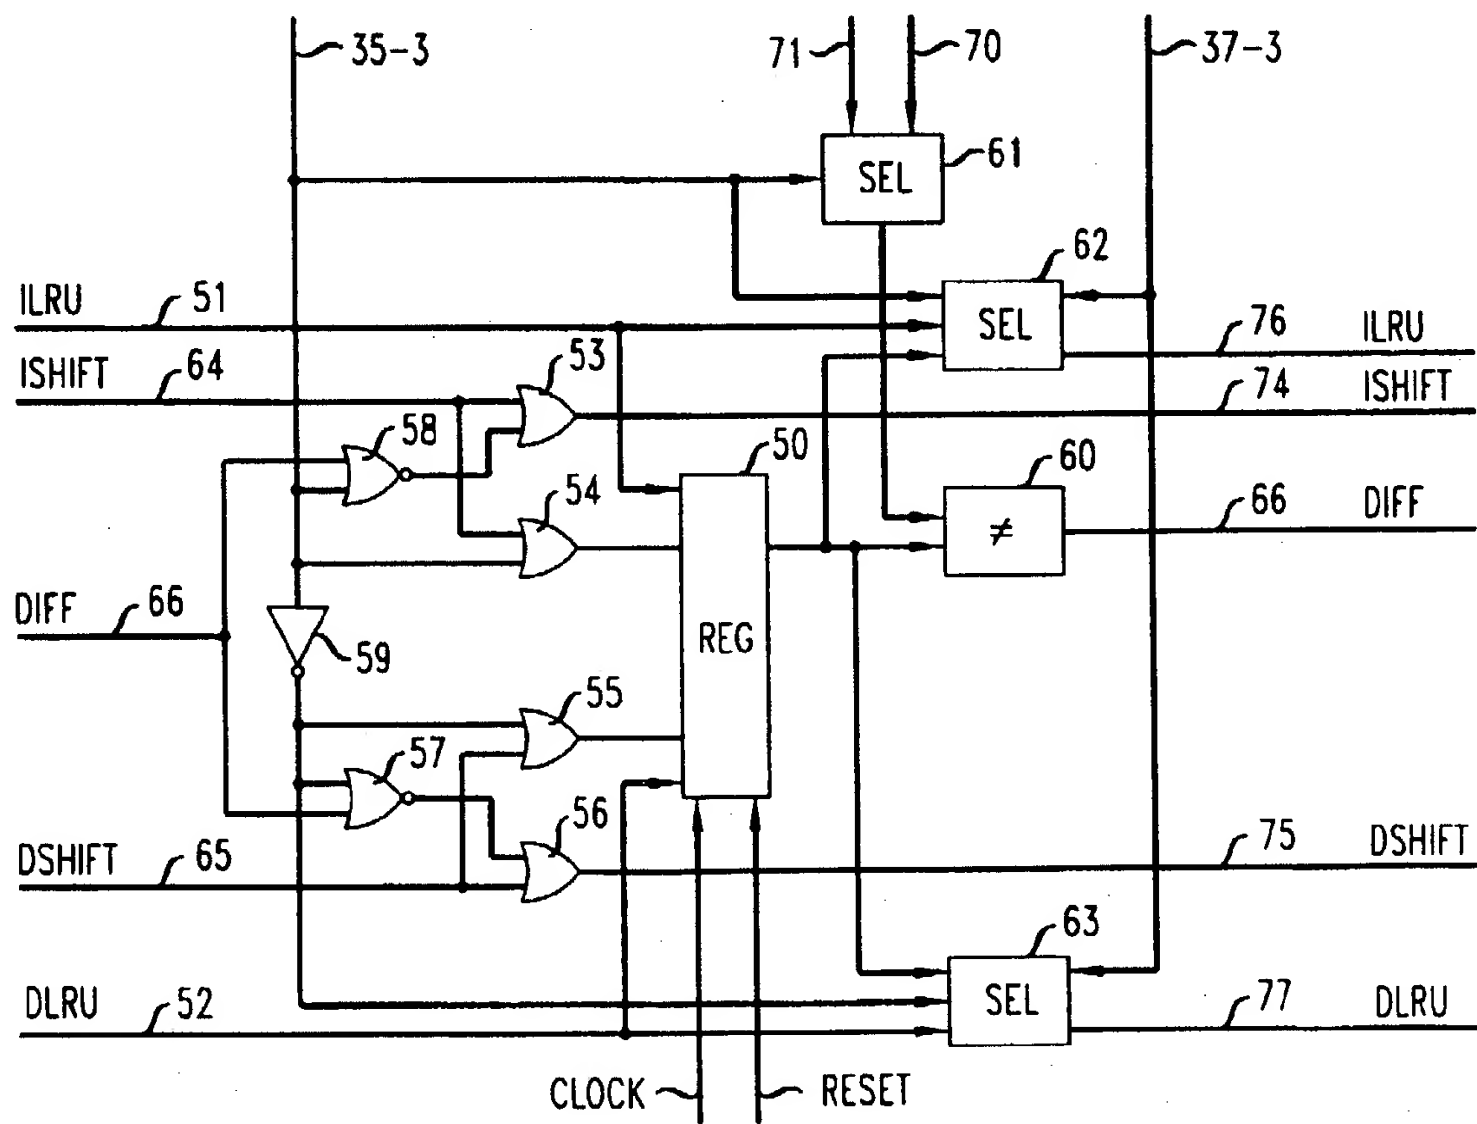 35-3
71
70
37-3
SEL
61
62
ILRU
51
SEL
76
ILRU
ISHIFT
64
53
74
ISHIFT
58
50
60
54
≠
66
DIFF
DIFF
66
59
REG
55
57
56
DSHIFT
65
75
DSHIFT
63
DLRU
52
SEL
77
DLRU
CLOCK
RESET